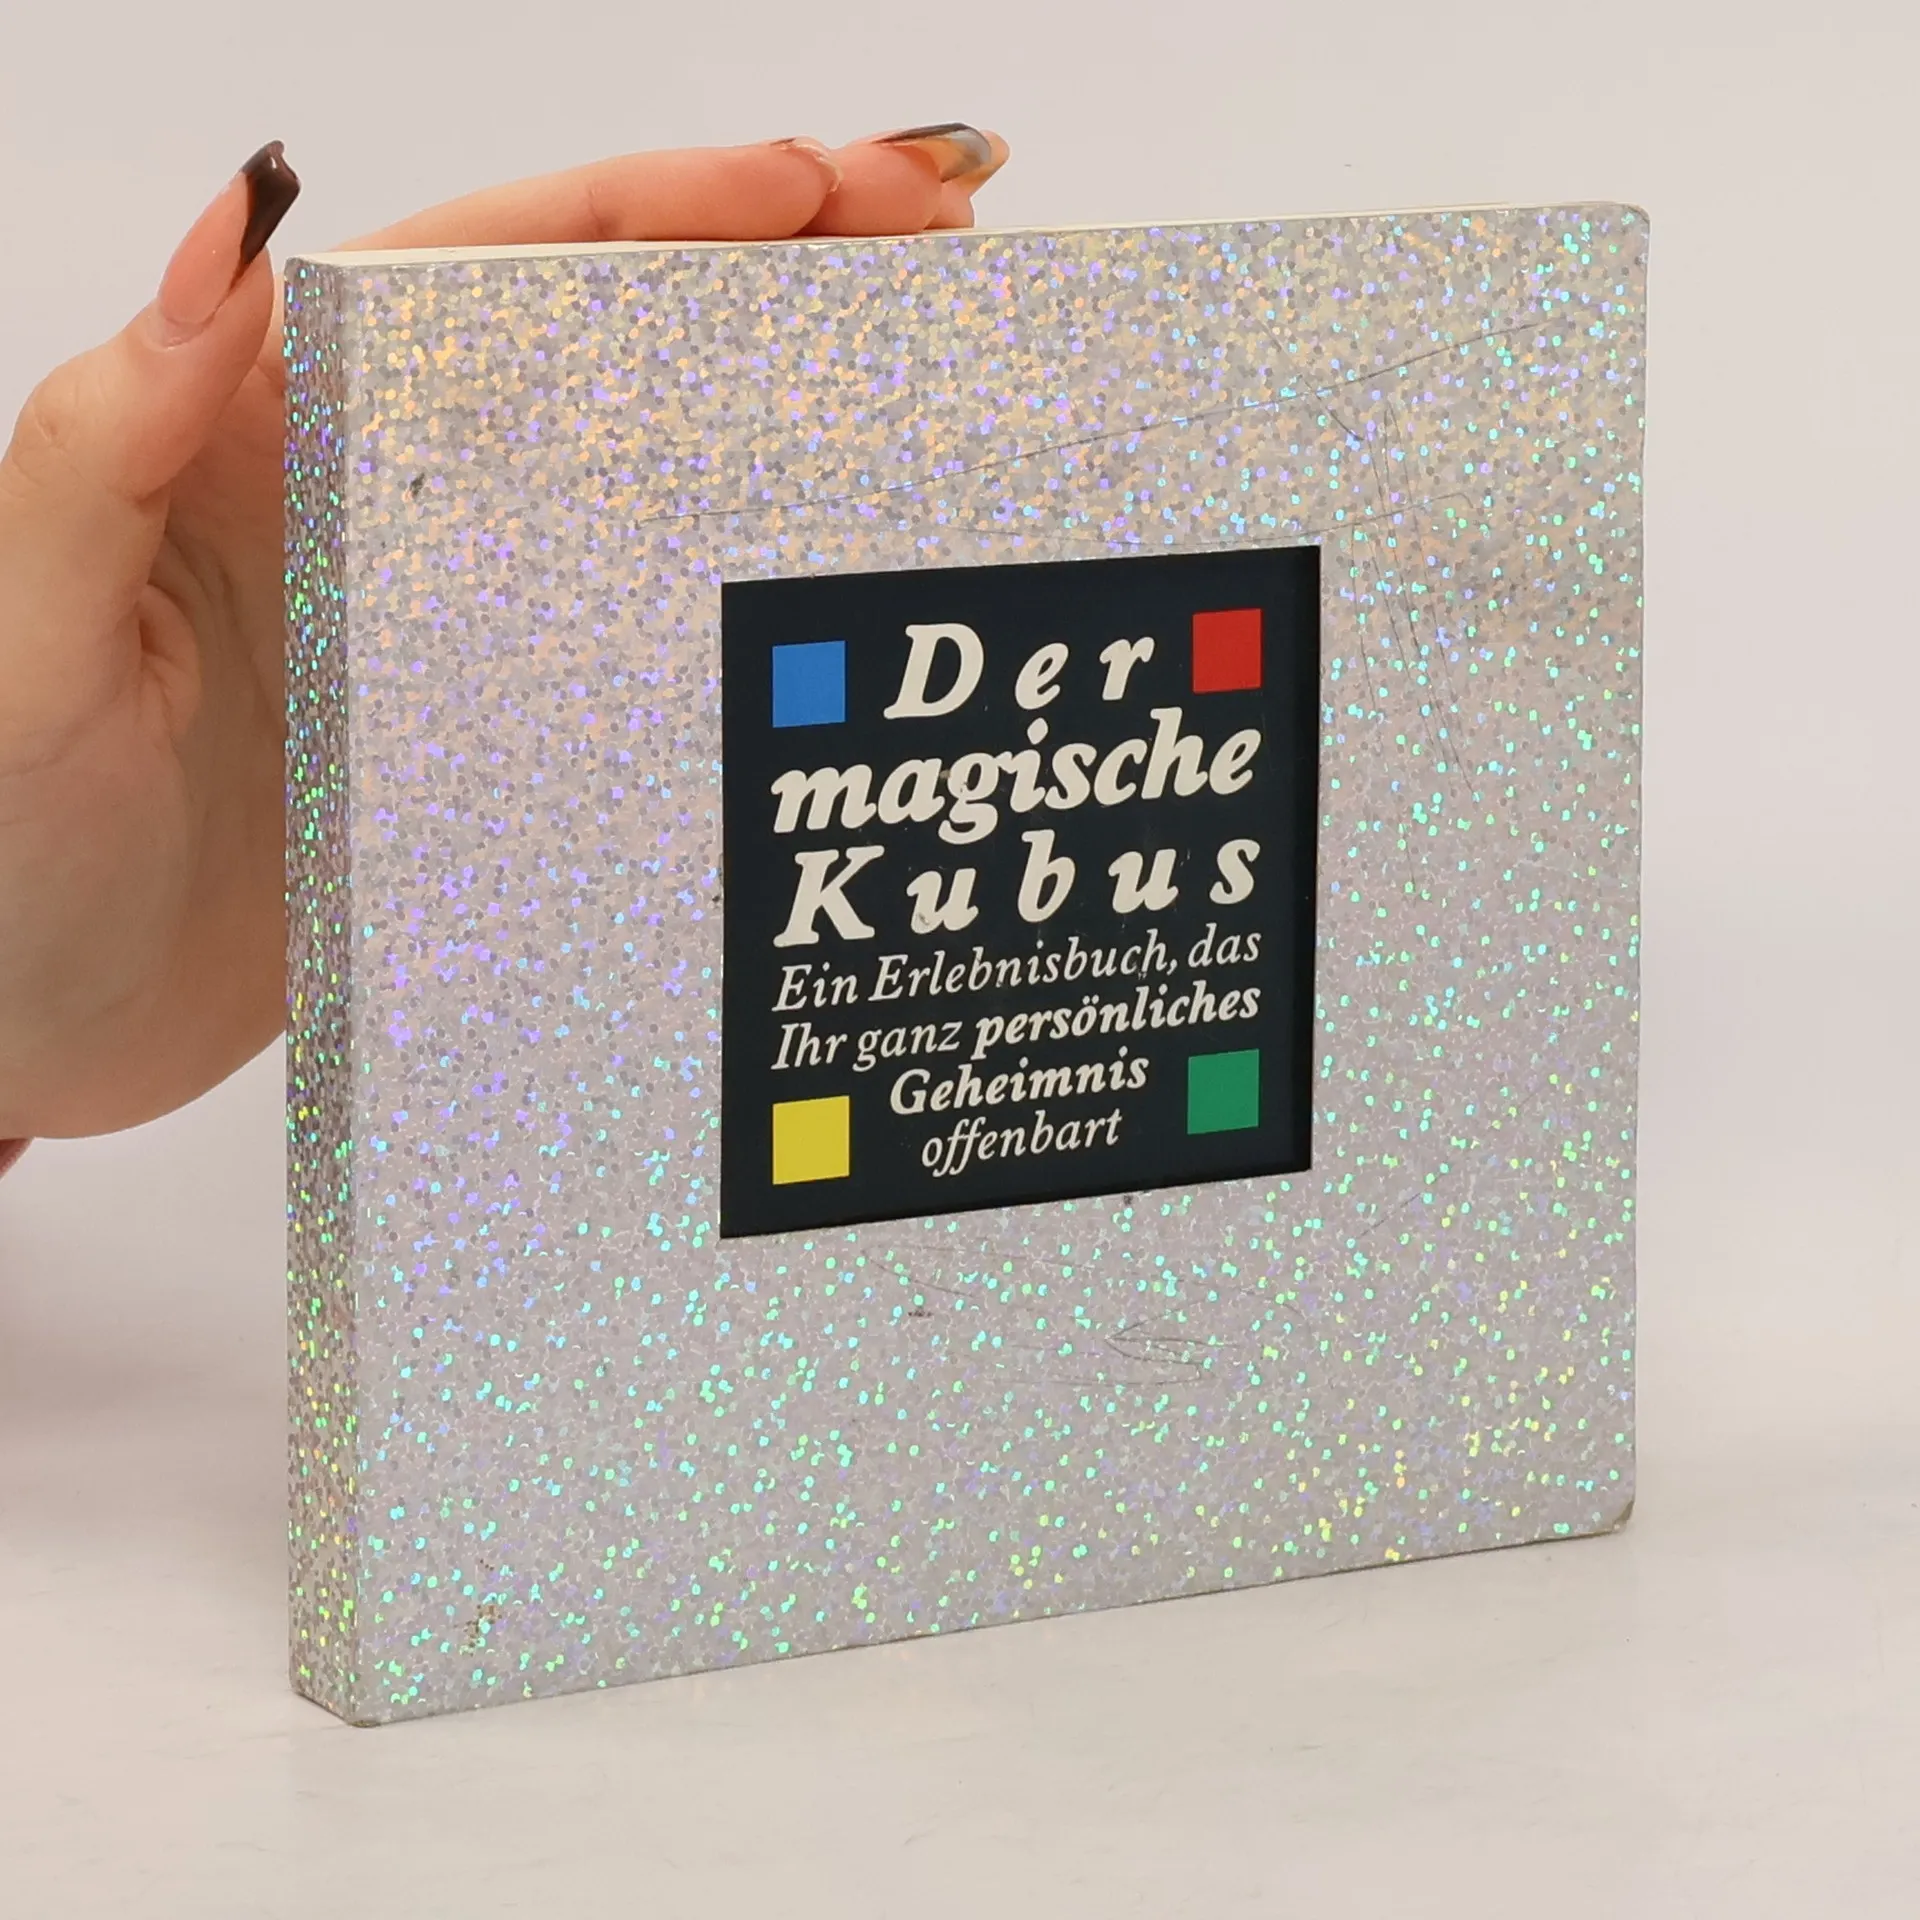 Der
magische
Kubus
Ein Erlebnisbuch, das
Ihr ganz persönliches
Geheimnis
offenbart